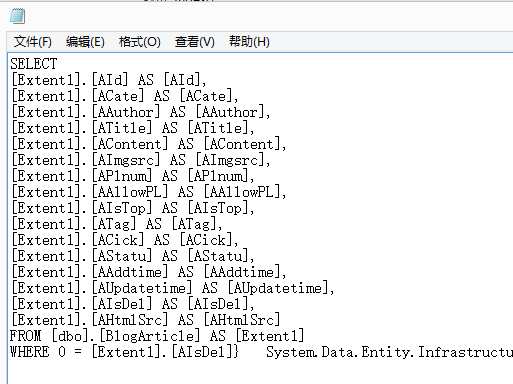 文件(F) 编辑(E) 格式(O) 查看(V) 帮助(H)
SELECT
[Extent1].[AId] AS [AId],
[Extent1].[ACate] AS [ACate],
[Extent1].[AAuthor] AS [AAuthor],
[Extent1].[ATitle] AS [ATitle],
[Extent1].[AContent] AS [AContent],
[Extent1].[AImgsrc] AS [AImgsrc],
[Extent1].[APlnum] AS [APlnum],
[Extent1].[AAllowPL] AS [AAllowPL],
[Extent1].[AIsTop] AS [AIsTop],
[Extent1].[ATag] AS [ATag],
[Extent1].[ACick] AS [ACick],
[Extent1].[AStatu] AS [AStatu],
[Extent1].[AAddtime] AS [AAddtime],
[Extent1].[AUpdatetime] AS [AUpdatetime],
[Extent1].[AIsDel] AS [AIsDel],
[Extent1].[AHtmlSrc] AS [AHtmlSrc]
FROM [dbo].[BlogArticle] AS [Extent1]
WHERE 0 = [Extent1].[AIsDel]} System.Data.Entity.Infrastructu